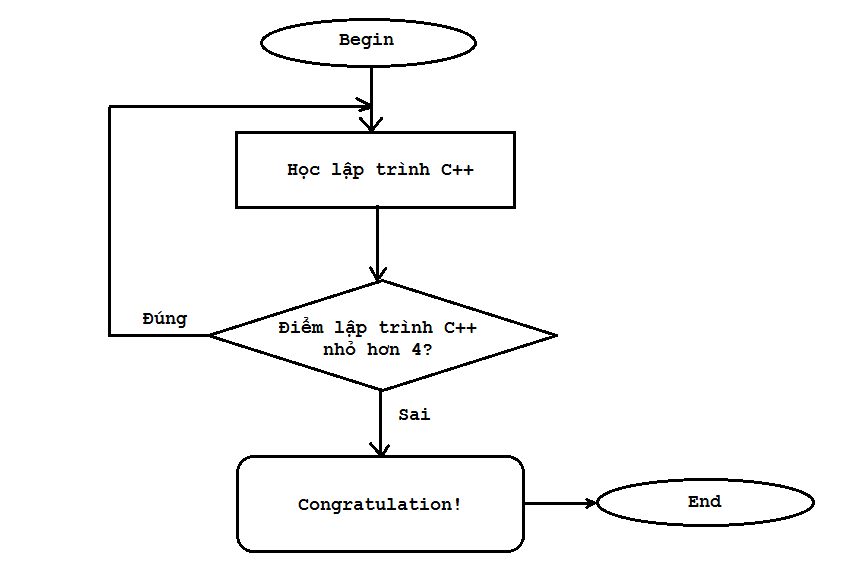 Begin
Học lập trình C++
Đúng
Điểm lập trình C++
nhỏ hơn 4?
Sai
Congratulation!
End